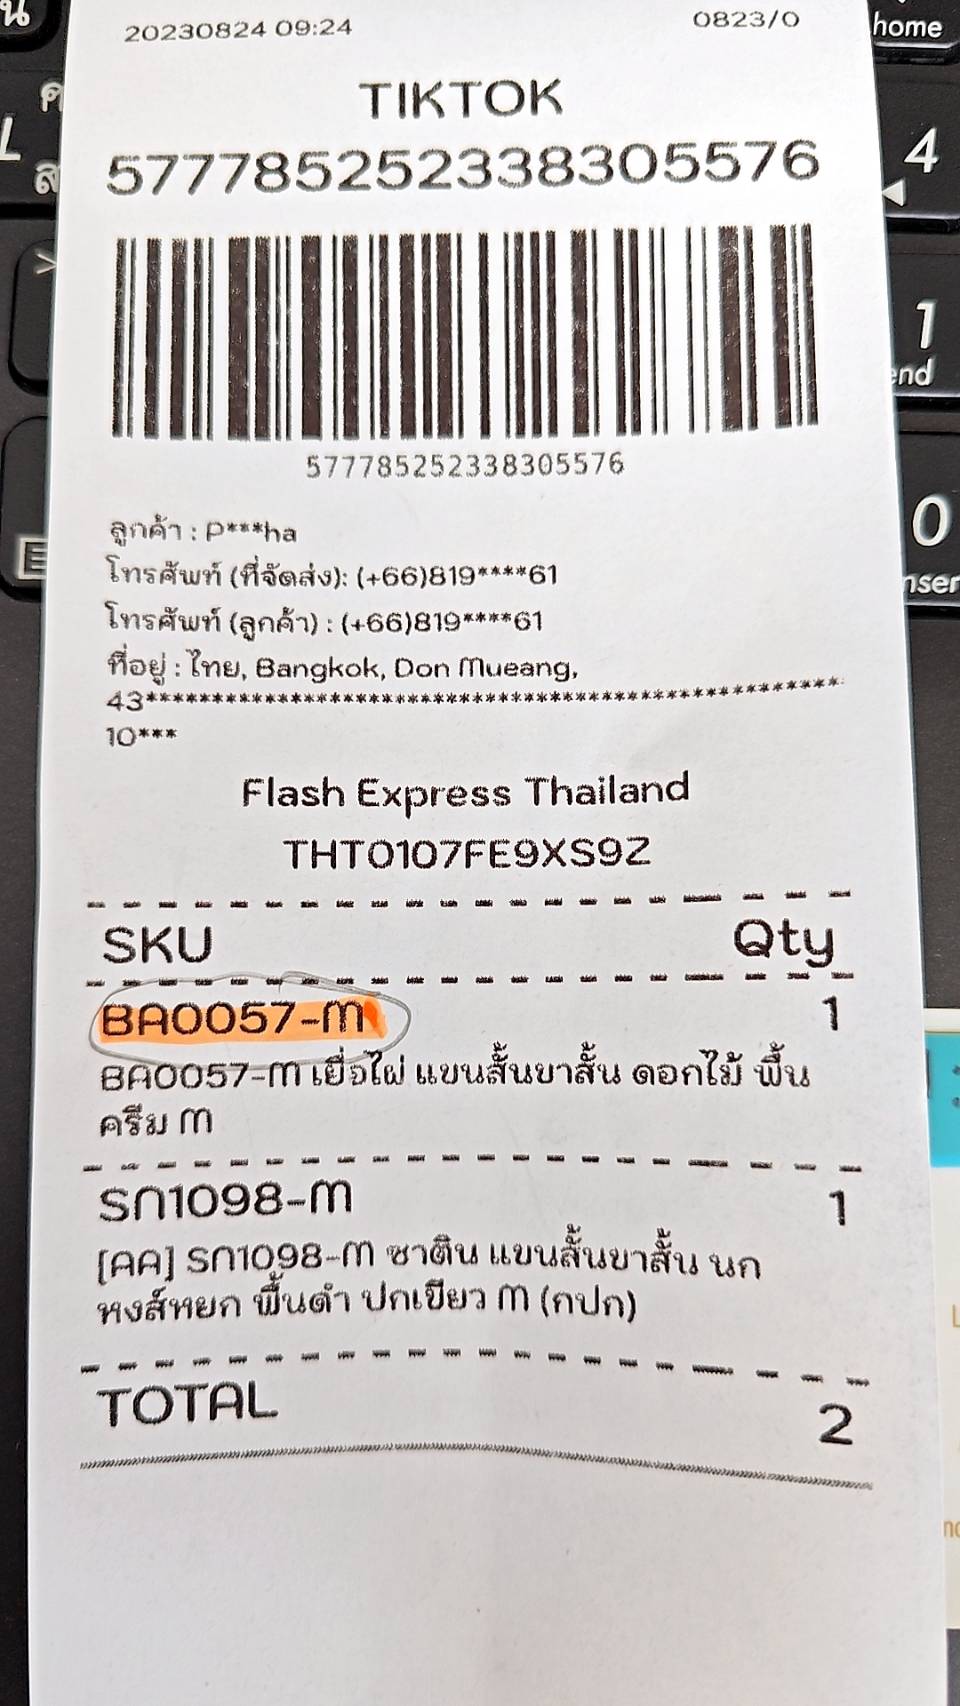 20230824 09:24 0823/0
TIKTOK
577785252338305576
577785252338305576
ลูกค้า : P***ha
โทรศัพท์ (ที่จัดส่ง): (+66)819****61
โทรศัพท์ (ลูกค้า) : (+66)819****61
ที่อยู่ : ไทย, Bangkok, Don Mueang,
43****************************************************
10***
Flash Express Thailand
THT0107FE9XS9Z
SKU Qty
BA0057-M 1
BA0057-M เยื่อไผ่ แขนสั้นขาสั้น ดอกไม้ พื้น
ครีม M
SN1098-M 1
[AA] SN1098-M ซาติน แขนสั้นขาสั้น นก
หงส์หยก พื้นดำ ปกเขียว M (กปก)
TOTAL 2
home
4
1
end
0